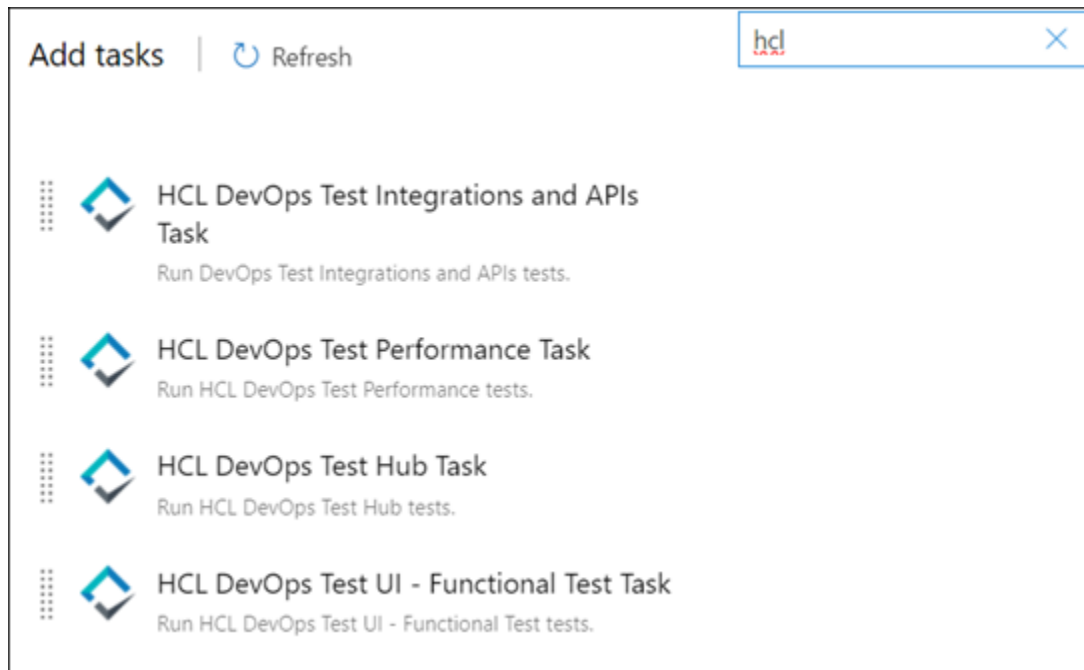 Add tasks
Refresh
hcl
HCL DevOps Test Integrations and APIs
Task
Run DevOps Test Integrations and APIs tests.
HCL DevOps Test Performance Task
Run HCL DevOps Test Performance tests.
HCL DevOps Test Hub Task
Run HCL DevOps Test Hub tests.
HCL DevOps Test UI - Functional Test Task
Run HCL DevOps Test UI - Functional Test tests.